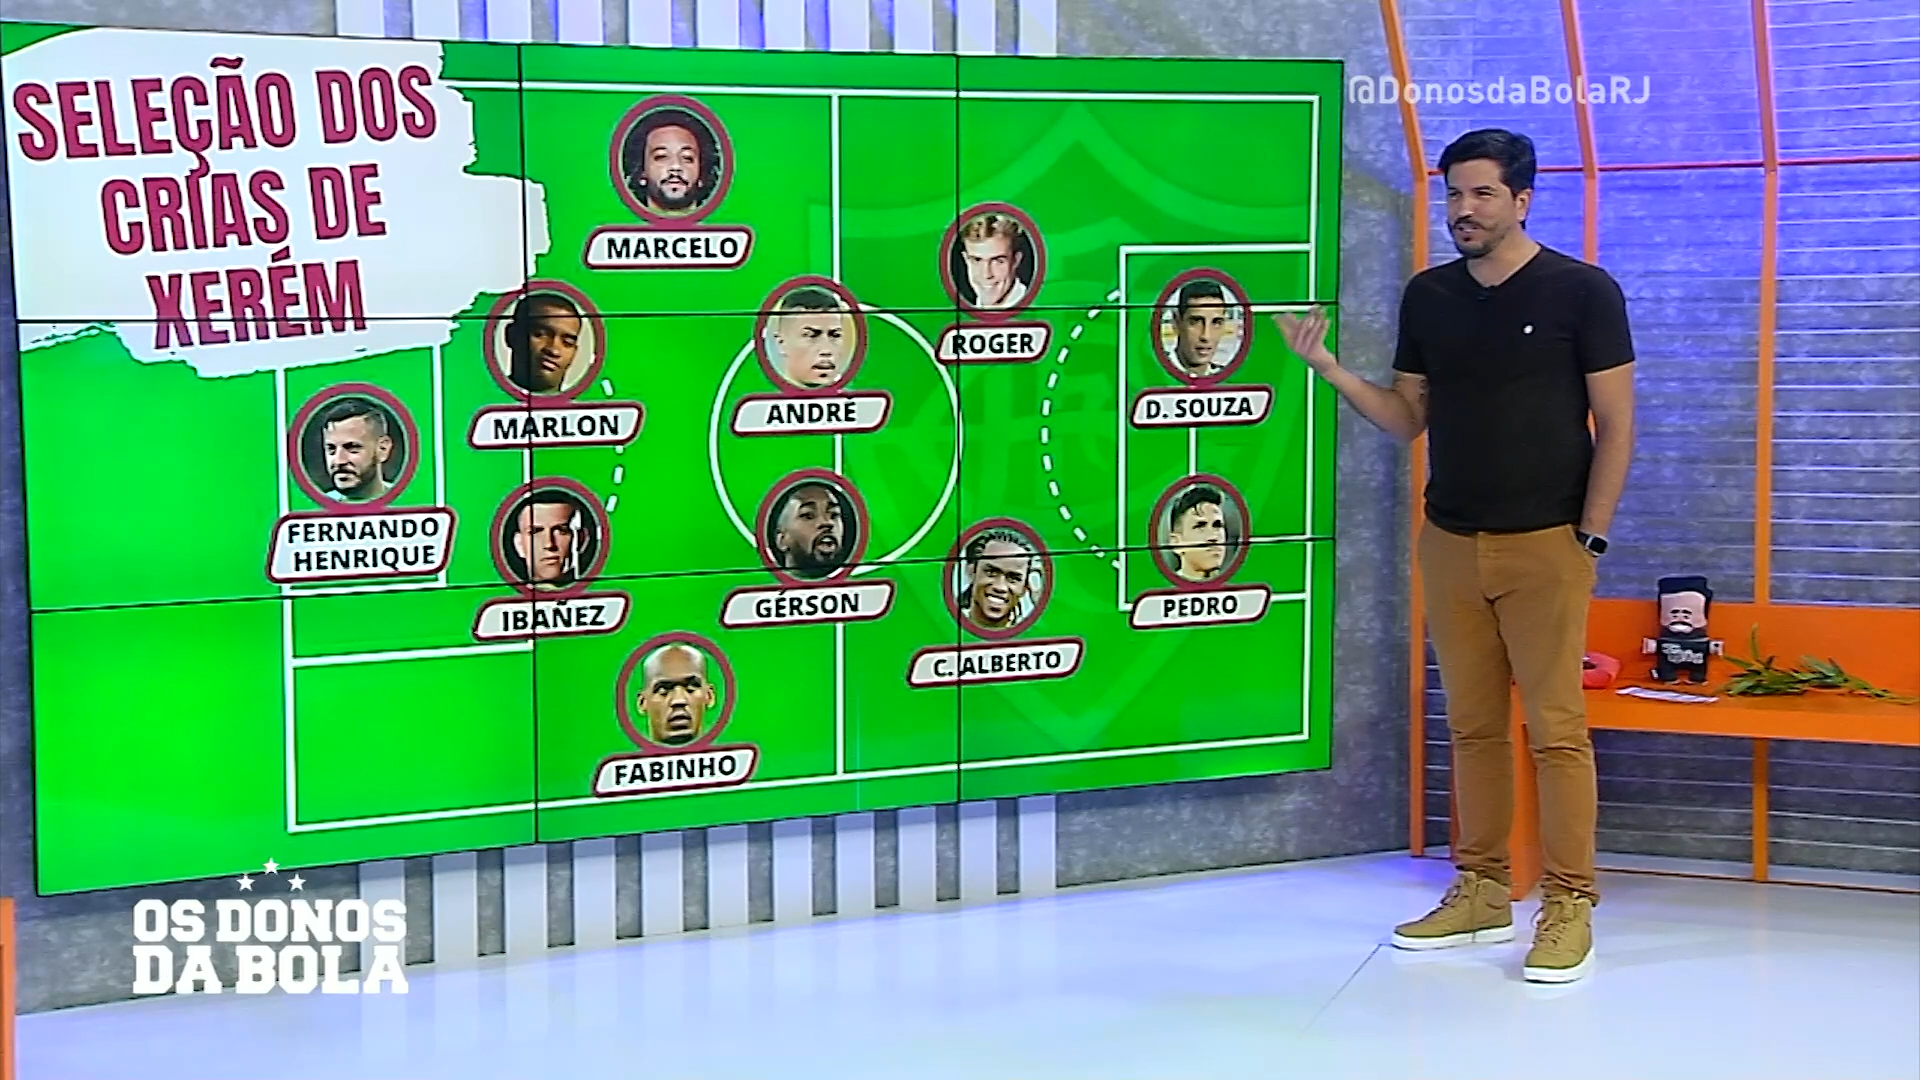 SELEÇÃO DOS
CRIAS DE
XERÉM
@DonosdaBolaRJ
MARCELO
ROGER
MARLON
ANDRÉ
D. SOUZA
FERNANDO
HENRIQUE
IBAÑEZ
GÉRSON
PEDRO
C. ALBERTO
FABINHO
OS DONOS
DA BOLA